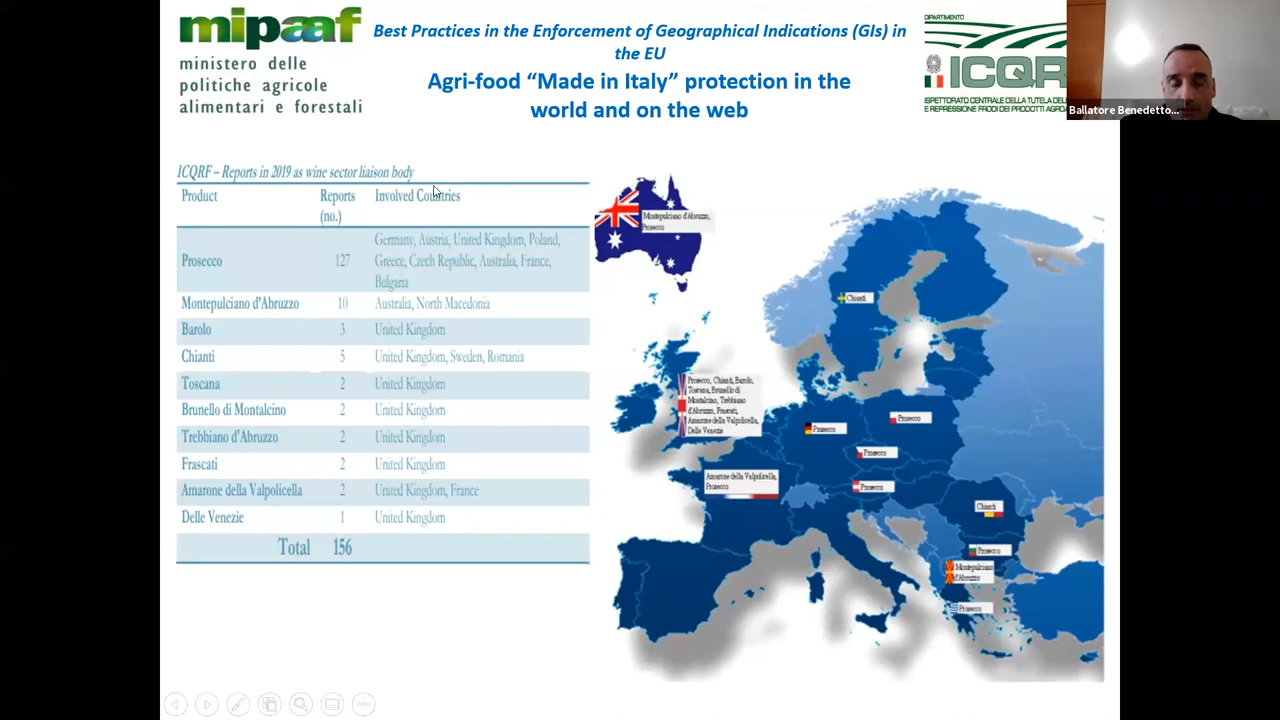 mipaaf
ministero delle
politiche agricole
alimentari e forestali
Best Practices in the Enforcement of Geographical Indications (GIs) in
the EU
Agri-food “Made in Italy” protection in the
world and on the web
DIPARTIMENTO
ICQR
ISPETTORATO CENTRALE DELLA TUTELA DEL
E REPRESSIONE FRODI DEI PRODOTTI AGRO
Ballatore Benedetto...
ICQRF – Reports in 2019 as wine sector liaison body
Product Reports Involved Countries
(no.)
Germany, Austria, United Kingdom, Poland,
Prosecco 127 Greece, Czech Republic, Australia, France,
Bulgaria
Montepulciano d'Abruzzo 10 Australia, North Macedonia
Barolo 3 United Kingdom
Chianti 5 United Kingdom, Sweden, Romania
Toscana 2 United Kingdom
Brunello di Montalcino 2 United Kingdom
Trebbiano d'Abruzzo 2 United Kingdom
Frascati 2 United Kingdom
Amarone della Valpolicella 2 United Kingdom, France
Delle Venezie 1 United Kingdom
Total 156
Montepulciano d'Abruzzo,
Prosecco
Chianti
Prosecco, Chianti, Barolo,
Toscana, Brunello di
Montalcino, Trebbiano
d'Abruzzo, Frascati,
Amarone della Valpolicella,
Delle Venezie
Prosecco
Prosecco
Prosecco
Amarone della Valpolicella,
Prosecco
Prosecco
Chianti
Prosecco
Montepulciano
d'Abruzzo
Prosecco